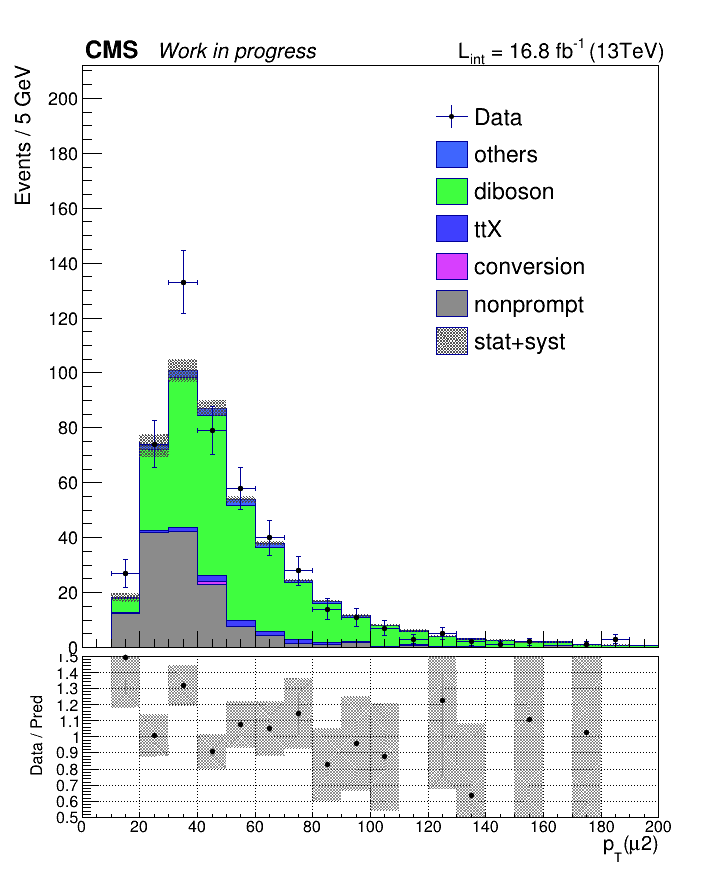 CMS Work in progress L_int = 16.8 fb^-1 (13TeV)
Events / 5 GeV
200
180
160
140
120
100
80
60
40
20
0
Data
others
diboson
ttX
conversion
nonprompt
stat+syst
Data / Pred
1.5
1.4
1.3
1.2
1.1
1
0.9
0.8
0.7
0.6
0.5
0 20 40 60 80 100 120 140 160 180 200
p_T(μ2)